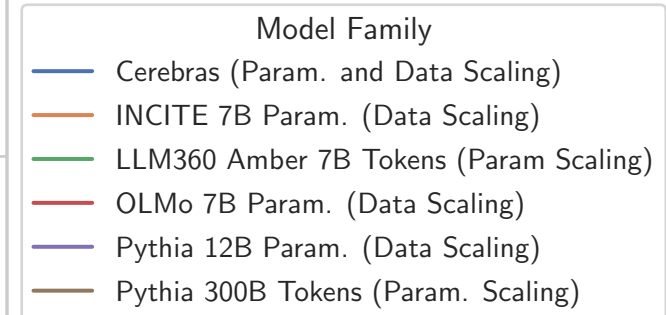 Model Family
Cerebras (Param. and Data Scaling)
INCITE 7B Param. (Data Scaling)
LLM360 Amber 7B Tokens (Param Scaling)
OLMo 7B Param. (Data Scaling)
Pythia 12B Param. (Data Scaling)
Pythia 300B Tokens (Param. Scaling)